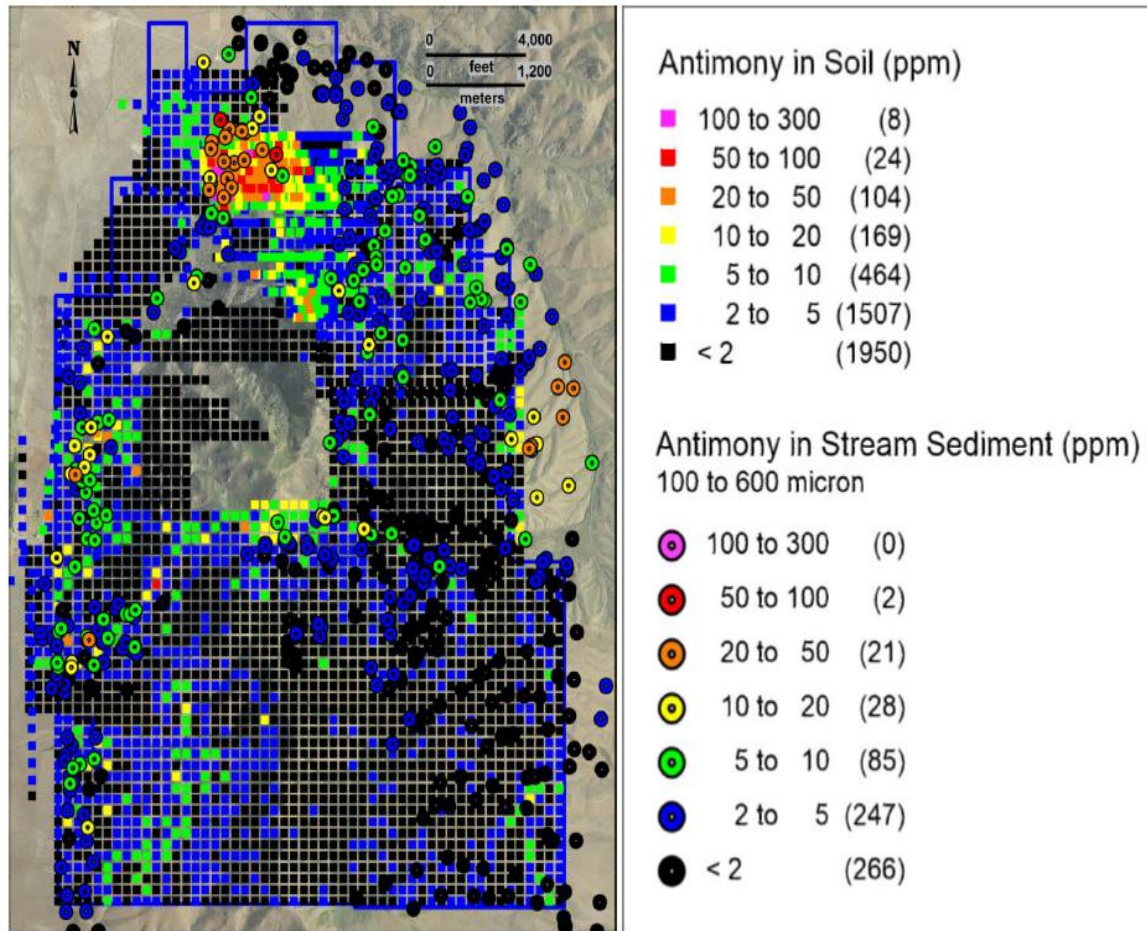 N
0 4,000
feet
0 1,200
meters
Antimony in Soil (ppm)
100 to 300 (8)
50 to 100 (24)
20 to 50 (104)
10 to 20 (169)
5 to 10 (464)
2 to 5 (1507)
< 2 (1950)
Antimony in Stream Sediment (ppm)
100 to 600 micron
100 to 300 (0)
50 to 100 (2)
20 to 50 (21)
10 to 20 (28)
5 to 10 (85)
2 to 5 (247)
< 2 (266)